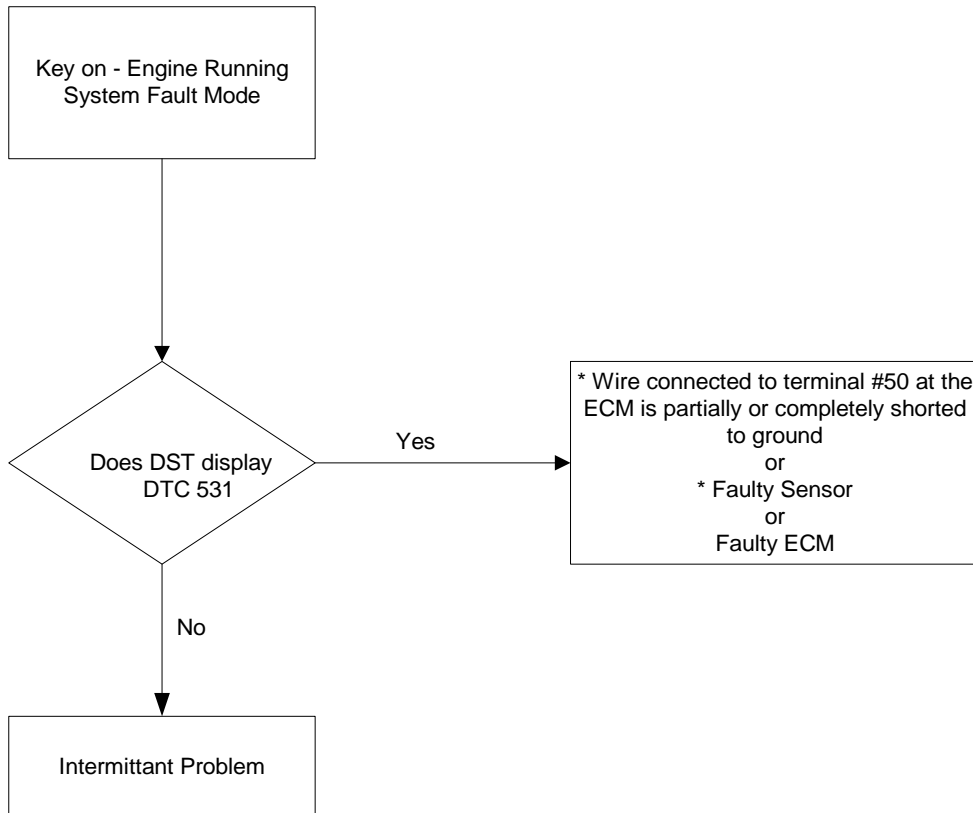 Key on - Engine Running
System Fault Mode
Does DST display
DTC 531
Yes
* Wire connected to terminal #50 at the
ECM is partially or completely shorted
to ground
or
* Faulty Sensor
or
Faulty ECM
No
Intermittant Problem